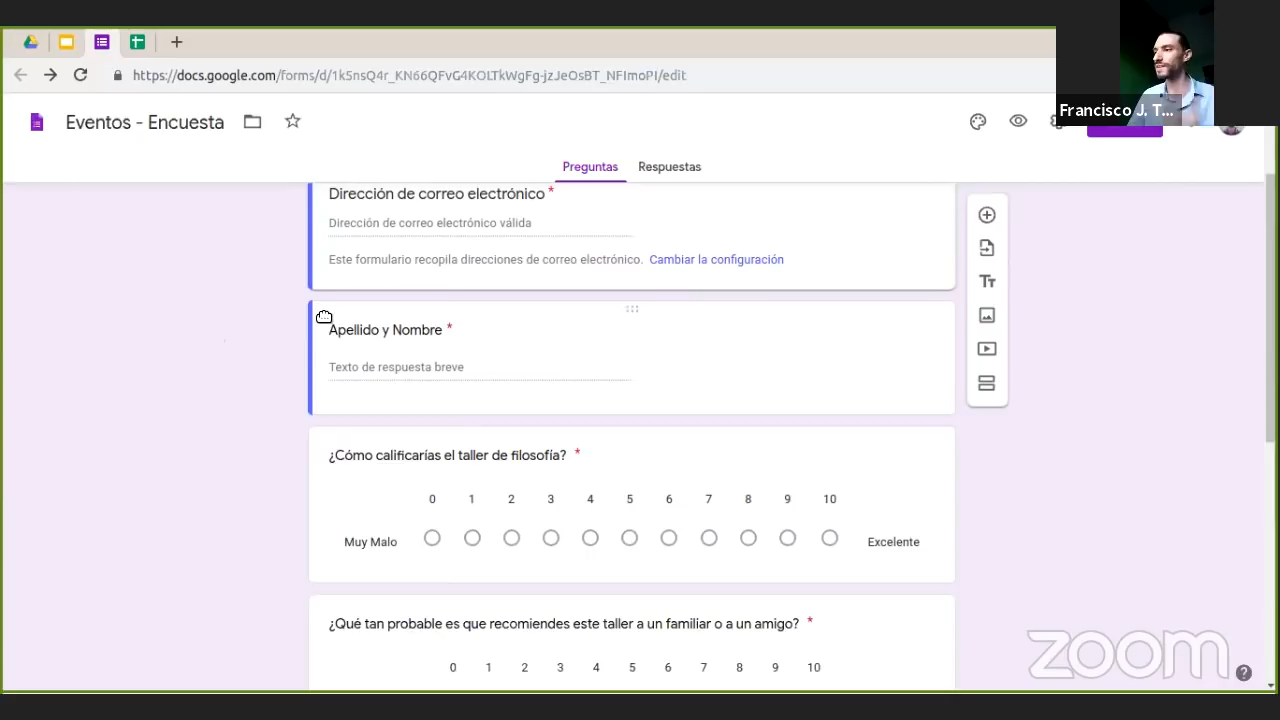 https://docs.google.com/forms/d/1kSnsQ4r_KN66QFvG4KOLTkWgFg-jzJeOsBT_NFImoPI/edit
Francisco J. T...
Eventos - Encuesta
Preguntas Respuestas
Dirección de correo electrónico *
Dirección de correo electrónico válida
Este formulario recopila direcciones de correo electrónico. Cambiar la configuración
Apellido y Nombre *
Texto de respuesta breve
¿Cómo calificarías el taller de filosofía? *
0 1 2 3 4 5 6 7 8 9 10
Muy Malo Excelente
¿Qué tan probable es que recomiendes este taller a un familiar o a un amigo? *
0 1 2 3 4 5 6 7 8 9 10
zoom